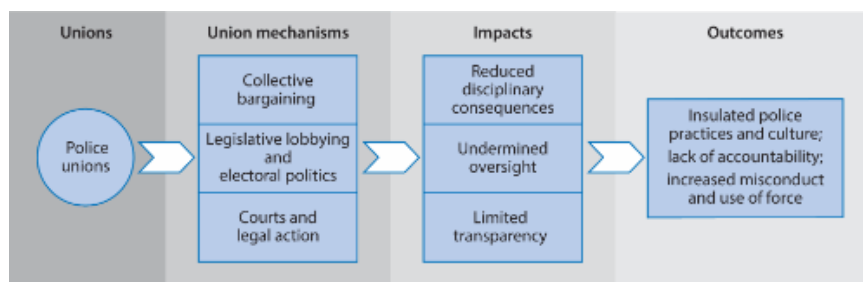 Unions
Union mechanisms
Impacts
Outcomes
Police
unions
Collective
bargaining
Legislative lobbying
and
electoral politics
Courts and
legal action
Reduced
disciplinary
consequences
Undermined
oversight
Limited
transparency
Insulated police
practices and culture;
lack of accountability;
increased misconduct
and use of force